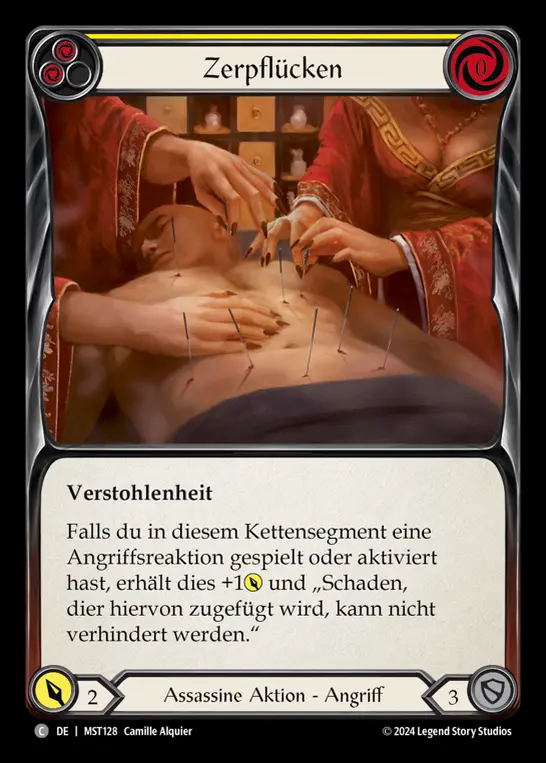 Zerpflücken
0
Verstohlenheit
Falls du in diesem Kettensegment eine
Angriffsreaktion gespielt oder aktiviert
hast, erhält dies +1 und „Schaden,
dier hiervon zugefügt wird, kann nicht
verhindert werden.“
2
Assassine Aktion - Angriff
3
C DE | MST128 Camille Alquier
© 2024 Legend Story Studios